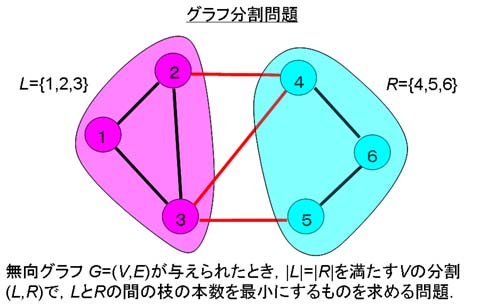 グラフ分割問題
L={1,2,3}
R={4,5,6}
2
4
1
6
3
5
無向グラフ G=(V,E)が与えられたとき, |L|=|R|を満たすVの分割
(L,R)で, LとRの間の枝の本数を最小にするものを求める問題.